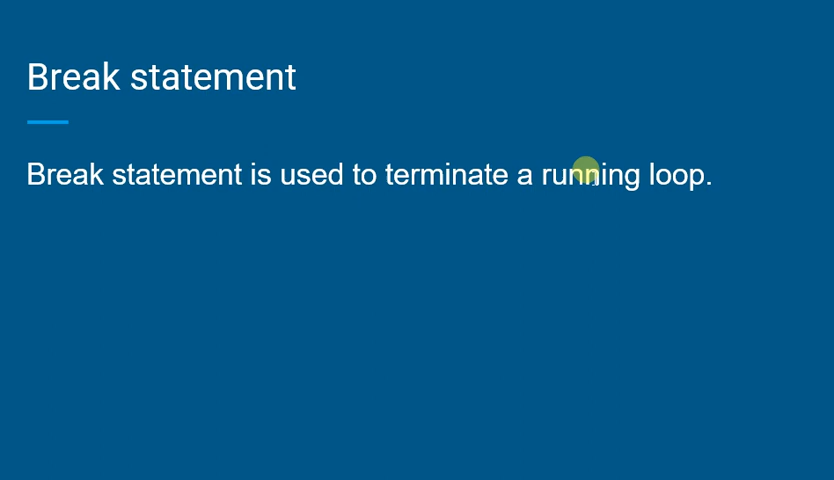 Break statement
Break statement is used to terminate a running loop.